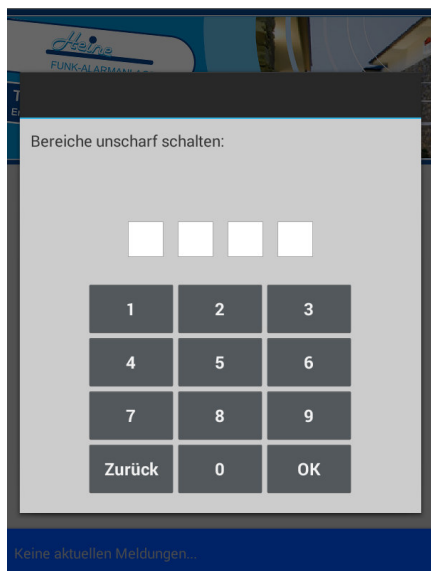 Heine
FUNK-ALARMANLAG
T
E
Bereiche unscharf schalten:
1 2 3
4 5 6
7 8 9
Zurück 0 OK
Keine aktuellen Meldungen...